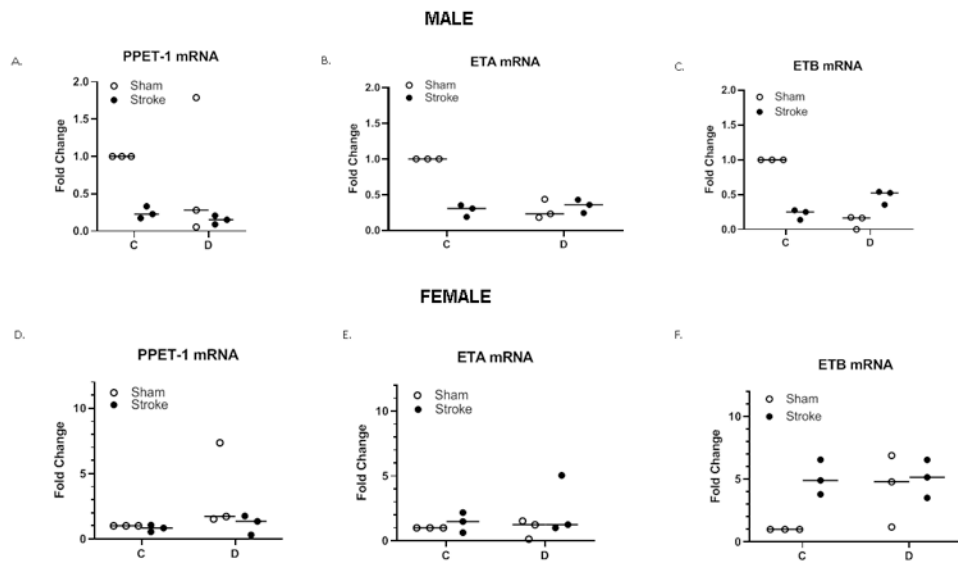 MALE
A.
PPET-1 mRNA
Fold Change
2.0
1.5
1.0
0.5
0.0
Sham
Stroke
C
D
B.
ETA mRNA
Fold Change
2.0
1.5
1.0
0.5
0.0
Sham
Stroke
C
D
C.
ETB mRNA
Fold Change
2.0
1.5
1.0
0.5
0.0
Sham
Stroke
C
D
FEMALE
D.
PPET-1 mRNA
Fold Change
10
5
0
Sham
Stroke
C
D
E.
ETA mRNA
Fold Change
10
5
0
Sham
Stroke
C
D
F.
ETB mRNA
Fold Change
10
5
0
Sham
Stroke
C
D